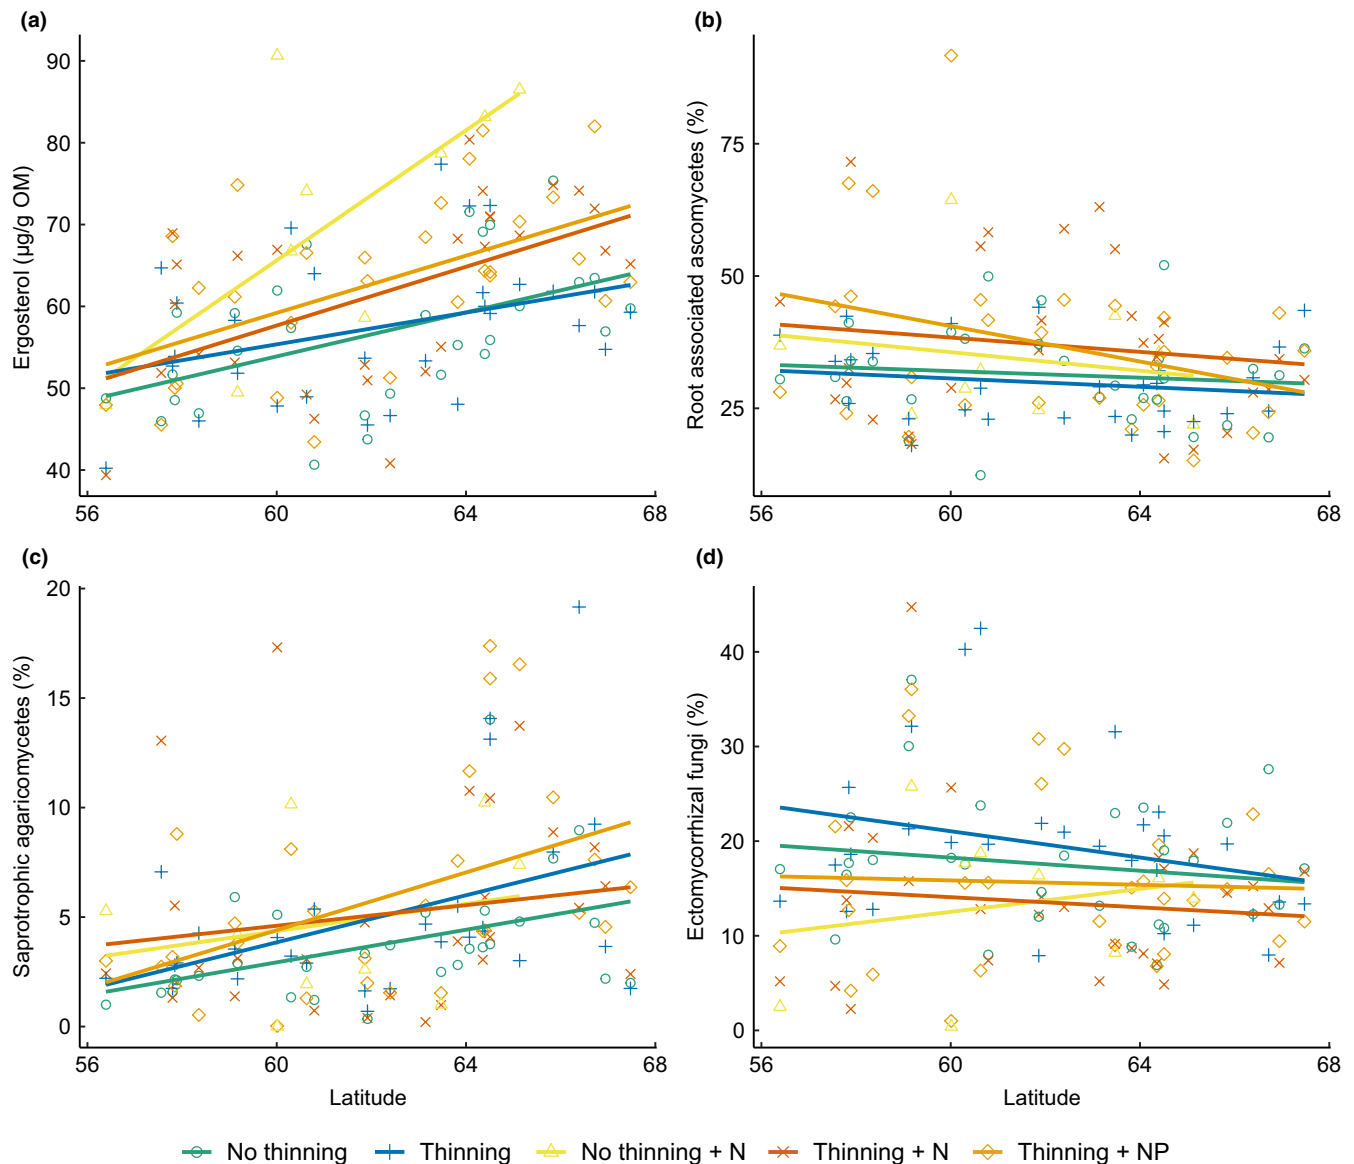 (a)
Ergosterol (µg/g OM)
90
80
70
60
50
40
56 60 64 68
(b)
Root associated ascomycetes (%)
75
50
25
56 60 64 68
(c)
Saprotrophic agaricomycetes (%)
20
15
10
5
0
56 60 64 68
Latitude
(d)
Ectomycorrhizal fungi (%)
40
30
20
10
0
56 60 64 68
Latitude
No thinning Thinning No thinning + N Thinning + N Thinning + NP